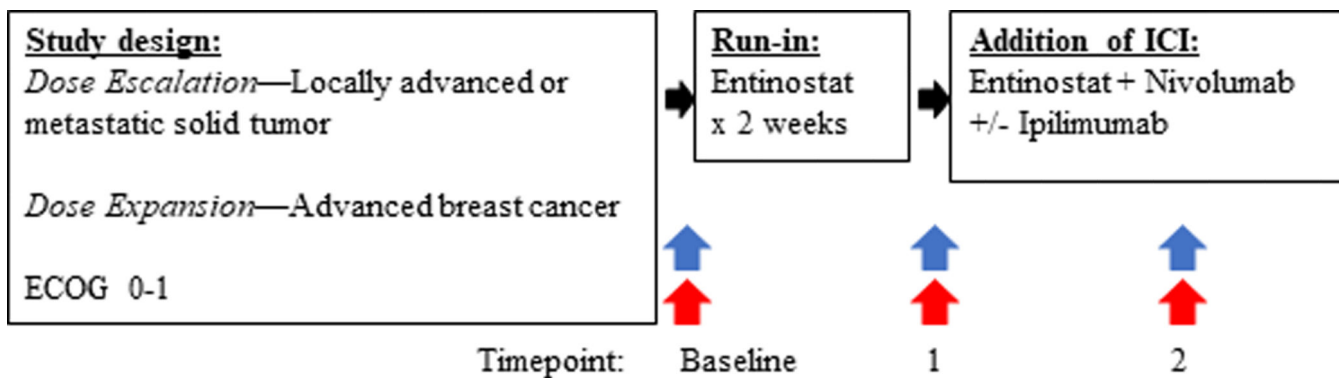 Study design:
Dose Escalation—Locally advanced or
metastatic solid tumor
Dose Expansion—Advanced breast cancer
ECOG 0-1
Run-in:
Entinostat
x 2 weeks
Addition of ICI:
Entinostat + Nivolumab
+/- Ipilimumab
Timepoint: Baseline 1 2